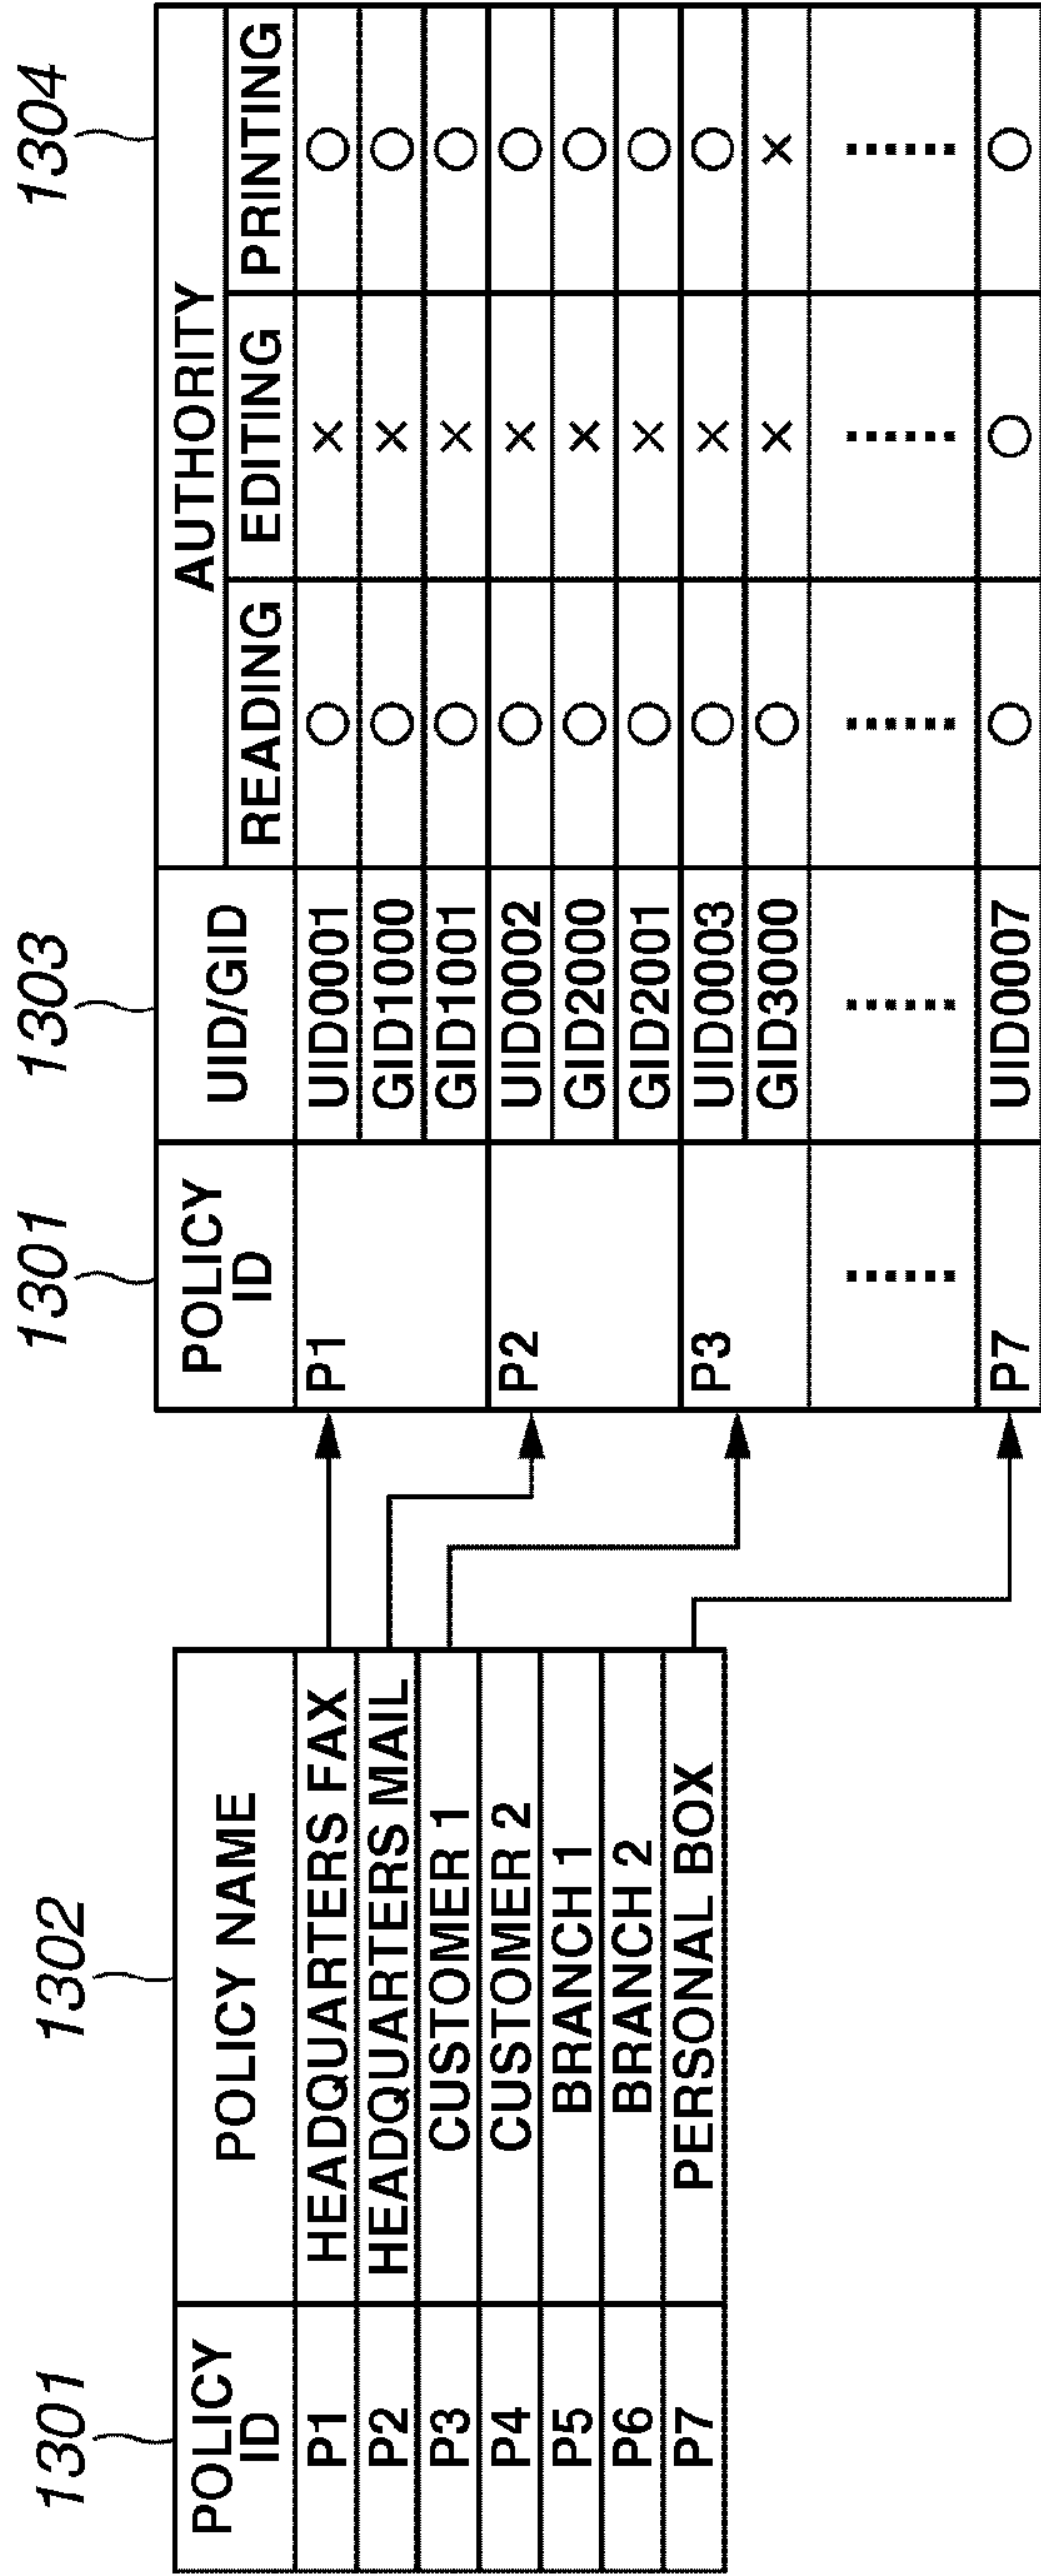 1301
1302
POLICY ID
POLICY NAME
P1 HEADQUARTERS FAX
P2 HEADQUARTERS MAIL
P3 CUSTOMER 1
P4 CUSTOMER 2
P5 BRANCH 1
P6 BRANCH 2
P7 PERSONAL BOX
1301
1303
1304
POLICY ID
UID/GID
AUTHORITY
READING EDITING PRINTING
P1 UID0001 ○ × ○
GID1000 ○ × ○
GID1001 ○ × ○
P2 UID0002 ○ × ○
GID2000 ○ × ○
GID2001 ○ × ○
P3 UID0003 ○ × ○
GID3000 ○ × ×
P7 UID0007 ○ ○ ○